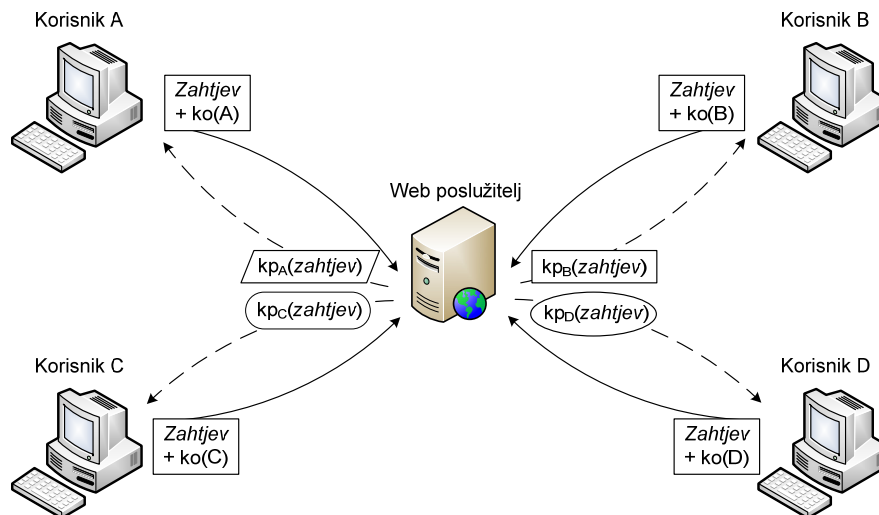 Korisnik A
Korisnik B
Zahtjev
+ ko(A)
Zahtjev
+ ko(B)
Web poslužitelj
kpA(zahtjev)
kpB(zahtjev)
kpC(zahtjev)
kpD(zahtjev)
Korisnik C
Korisnik D
Zahtjev
+ ko(C)
Zahtjev
+ ko(D)